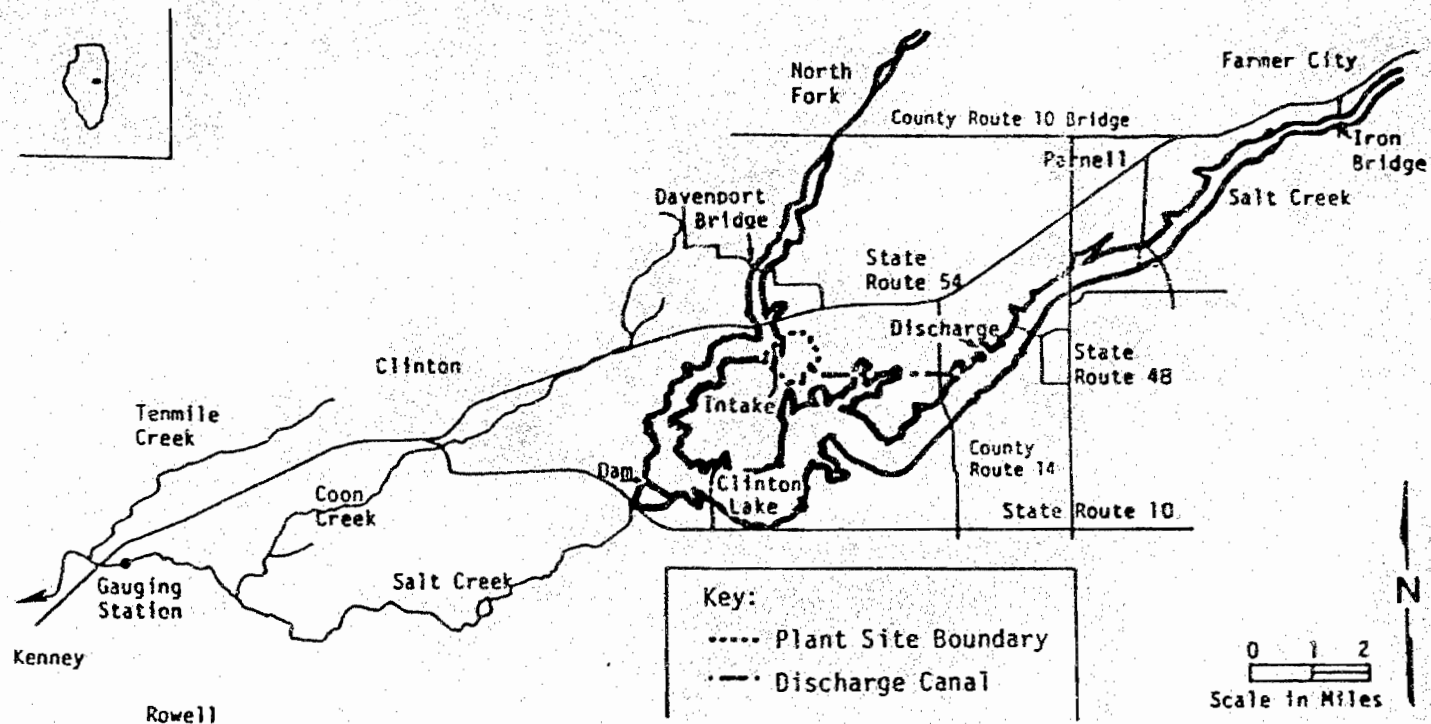 North
Fork
Farmer City
County Route 10 Bridge
Parnell
Iron
Bridge
Davenport
Bridge
Salt Creek
State
Route 54
Discharge
Clinton
State
Route 48
Intake
Tenmile
Creek
County
Route 14
Dam
Clinton
Lake
Coon
Creek
State Route 10
Salt Creek
Gauging
Station
Key:
Plant Site Boundary
Discharge Canal
N
0 1 2
Scale in Miles
Kenney
Rowell